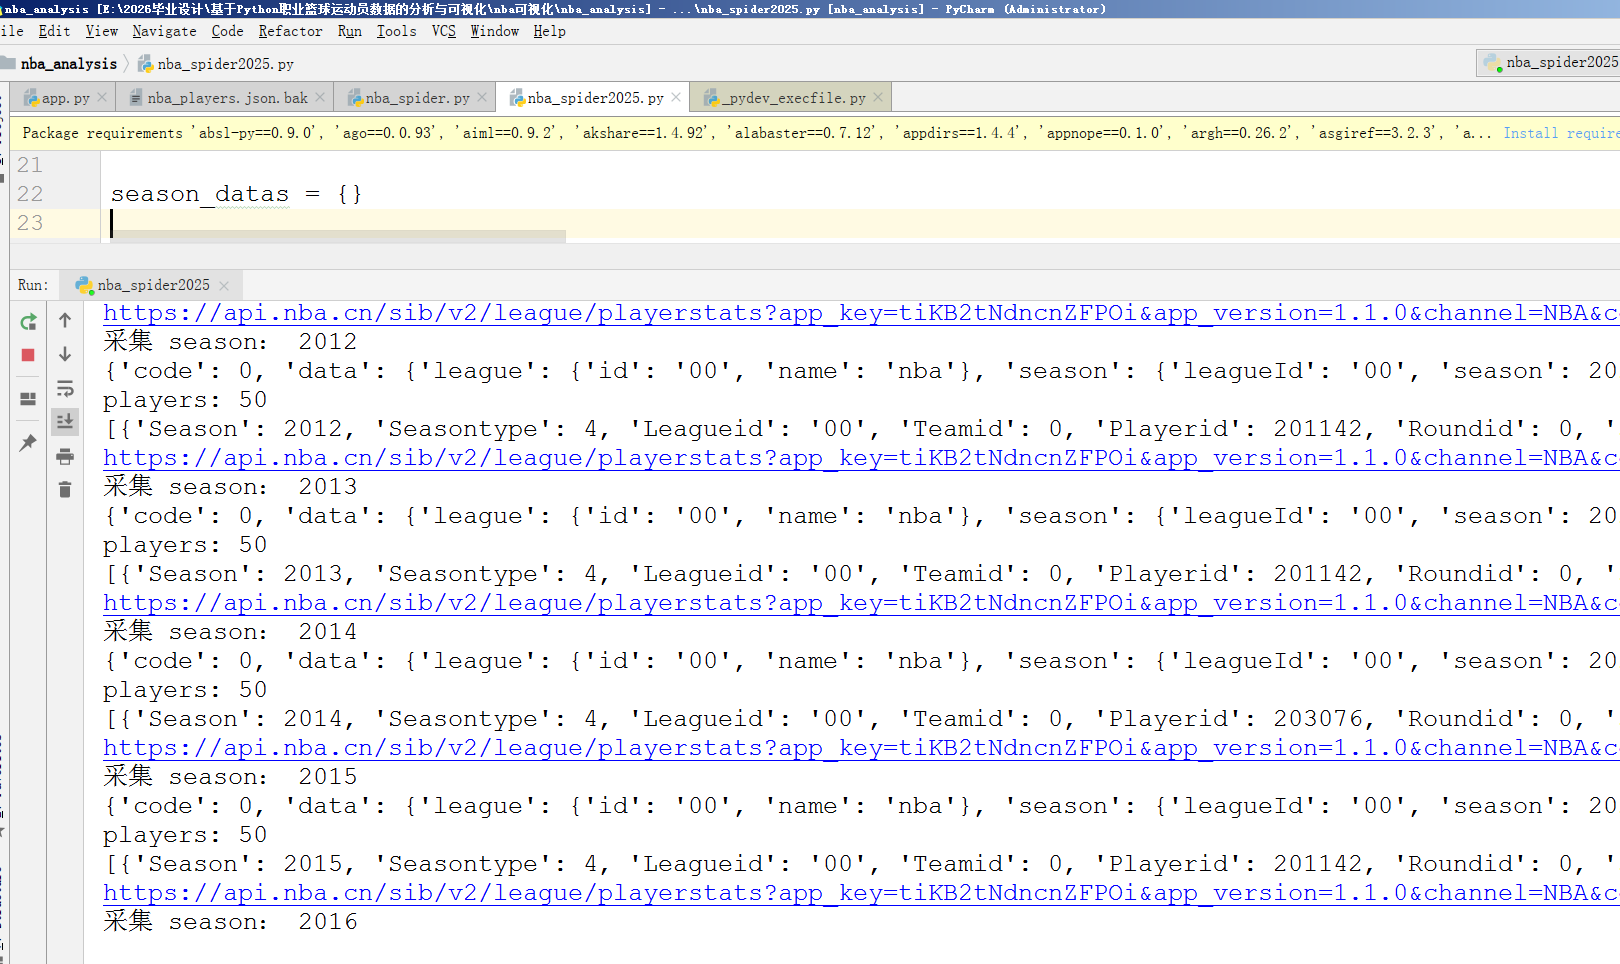 nba_analysis [E:\2026毕业设计\基于Python职业篮球运动员数据的分析与可视化\nba可视化\nba_analysis] - ...\nba_spider2025.py [nba_analysis] - PyCharm (Administrator)
ile Edit View Navigate Code Refactor Run Tools VCS Window Help
nba_analysis nba_spider2025.py nba_spider2025
app.py nba_players.json.bak nba_spider.py nba_spider2025.py _pydev_execfile.py
Package requirements 'absl-py==0.9.0', 'ago==0.0.93', 'aiml==0.9.2', 'akshare==1.4.92', 'alabaster==0.7.12', 'appdirs==1.4.4', 'appnope==0.1.0', 'argh==0.26.2', 'asgiref==3.2.3', 'a... Install require
21
22 season_datas = {}
23
Run: nba_spider2025
https://api.nba.cn/sib/v2/league/playerstats?app_key=tiKB2tNdncnZFPOi&app_version=1.1.0&channel=NBA&c
采集 season: 2012
{'code': 0, 'data': {'league': {'id': '00', 'name': 'nba'}, 'season': {'leagueId': '00', 'season': 20
players: 50
[{'Season': 2012, 'Seasontype': 4, 'Leagueid': '00', 'Teamid': 0, 'Playerid': 201142, 'Roundid': 0, '
https://api.nba.cn/sib/v2/league/playerstats?app_key=tiKB2tNdncnZFPOi&app_version=1.1.0&channel=NBA&c
采集 season: 2013
{'code': 0, 'data': {'league': {'id': '00', 'name': 'nba'}, 'season': {'leagueId': '00', 'season': 20
players: 50
[{'Season': 2013, 'Seasontype': 4, 'Leagueid': '00', 'Teamid': 0, 'Playerid': 201142, 'Roundid': 0, '
https://api.nba.cn/sib/v2/league/playerstats?app_key=tiKB2tNdncnZFPOi&app_version=1.1.0&channel=NBA&c
采集 season: 2014
{'code': 0, 'data': {'league': {'id': '00', 'name': 'nba'}, 'season': {'leagueId': '00', 'season': 20
players: 50
[{'Season': 2014, 'Seasontype': 4, 'Leagueid': '00', 'Teamid': 0, 'Playerid': 203076, 'Roundid': 0, '
https://api.nba.cn/sib/v2/league/playerstats?app_key=tiKB2tNdncnZFPOi&app_version=1.1.0&channel=NBA&c
采集 season: 2015
{'code': 0, 'data': {'league': {'id': '00', 'name': 'nba'}, 'season': {'leagueId': '00', 'season': 20
players: 50
[{'Season': 2015, 'Seasontype': 4, 'Leagueid': '00', 'Teamid': 0, 'Playerid': 201142, 'Roundid': 0, '
https://api.nba.cn/sib/v2/league/playerstats?app_key=tiKB2tNdncnZFPOi&app_version=1.1.0&channel=NBA&c
采集 season: 2016